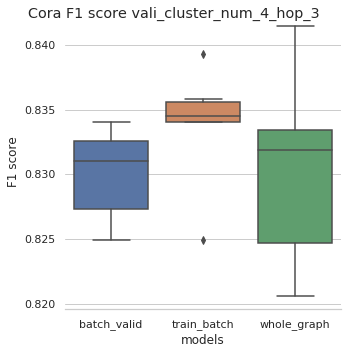 Cora F1 score vali_cluster_num_4_hop_3
0.840
0.835
0.830
0.825
0.820
F1 score
batch_valid
train_batch
whole_graph
models